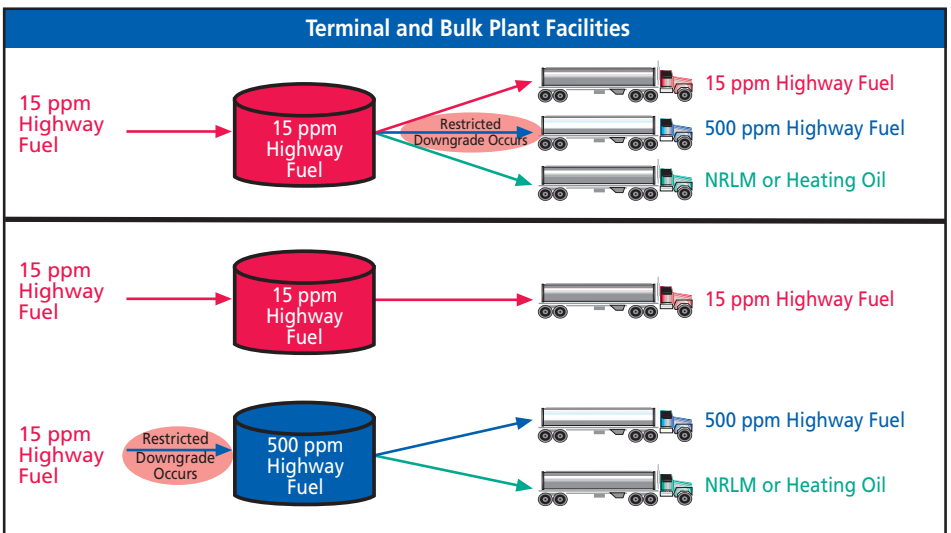 Terminal and Bulk Plant Facilities
15 ppm
Highway
Fuel
15 ppm
Highway
Fuel
Restricted
Downgrade Occurs
15 ppm Highway Fuel
500 ppm Highway Fuel
NRLM or Heating Oil
15 ppm
Highway
Fuel
15 ppm
Highway
Fuel
15 ppm Highway Fuel
15 ppm
Highway
Fuel
Restricted
Downgrade
Occurs
500 ppm
Highway
Fuel
500 ppm Highway Fuel
NRLM or Heating Oil